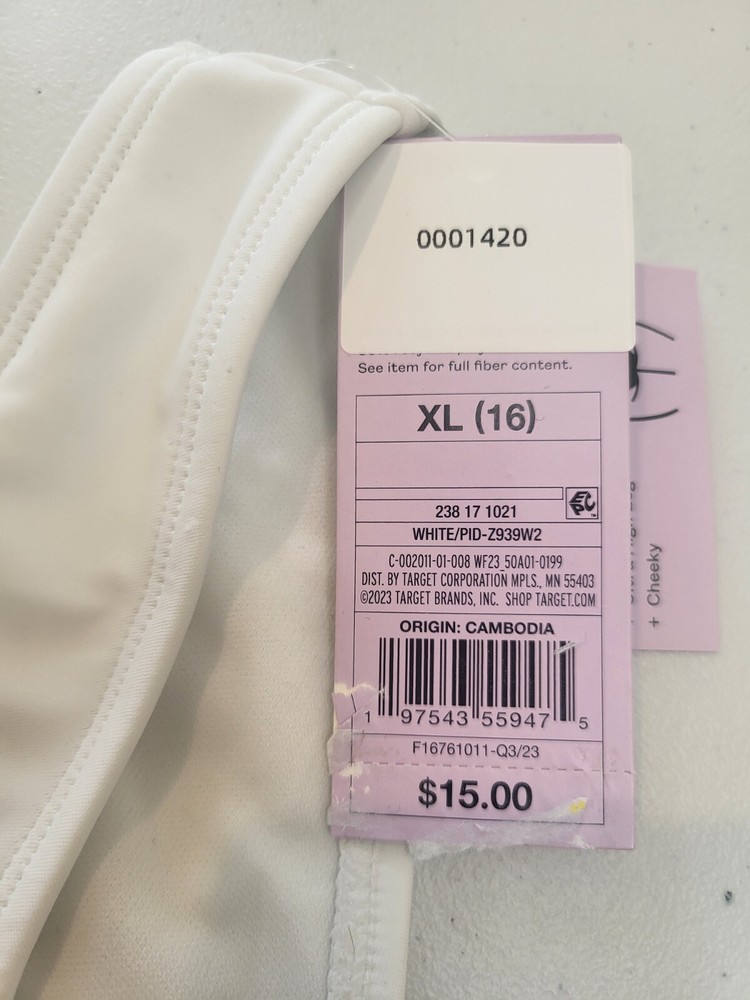 0001420
See item for full fiber content.
XL (16)
EPC™
238 17 1021
WHITE/PID-Z939W2
C-002011-01-008 WF23_50A01-0199
DIST. BY TARGET CORPORATION MPLS., MN 55403
©2023 TARGET BRANDS, INC. SHOP TARGET.COM
ORIGIN: CAMBODIA
1 97543 55947 5
F16761011-Q3/23
$15.00
+ Cheeky